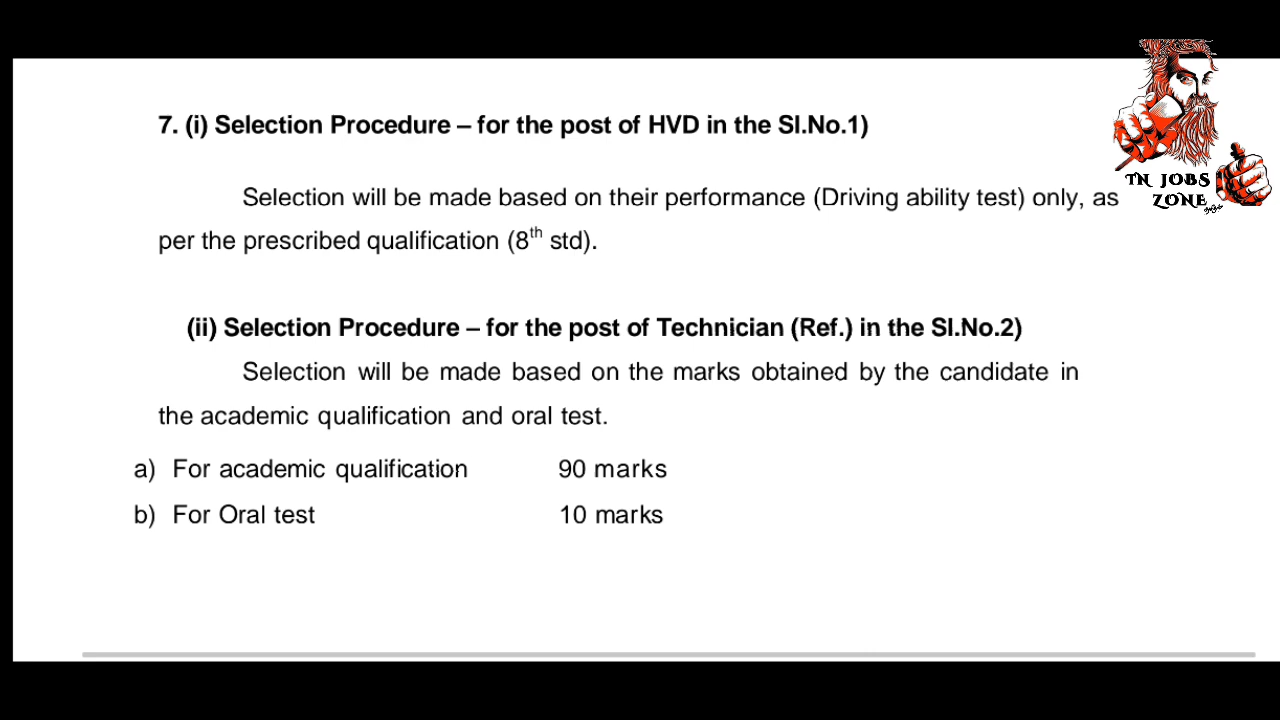 7. (i) Selection Procedure – for the post of HVD in the Sl.No.1)
TN JOBS
ZONE
Selection will be made based on their performance (Driving ability test) only, as
per the prescribed qualification (8th std).
(ii) Selection Procedure – for the post of Technician (Ref.) in the Sl.No.2)
Selection will be made based on the marks obtained by the candidate in
the academic qualification and oral test.
a) For academic qualification 90 marks
b) For Oral test 10 marks